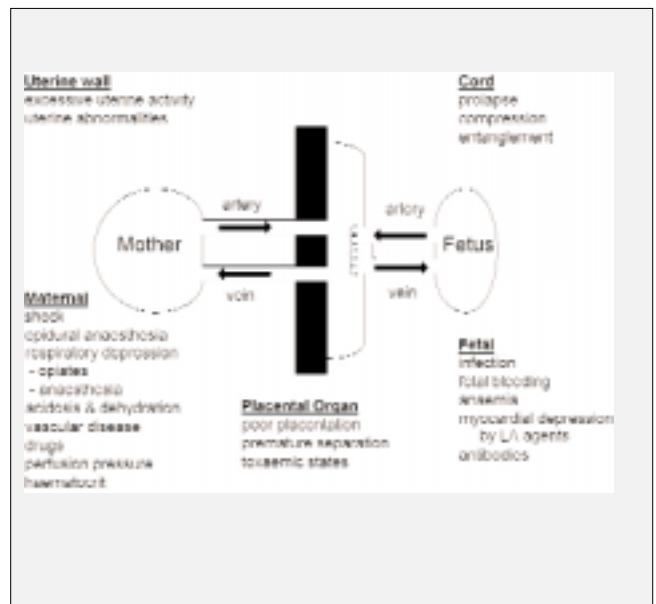 Uterine wall
excessive uterine activity
uterine abnormalities
Cord
prolapse
compression
entanglement
artery
artery
Mother
Fetus
vein
vein
Maternal
shock
epidural anaesthesia
respiratory depression
- opiates
- anaesthesia
acidosis & dehydration
vascular disease
drugs
perfusion pressure
haematocrit
Placental Organ
poor placentation
premature separation
toxaemic states
Fetal
infection
fetal bleeding
anaemia
myocardial depression
by LA agents
antibodies